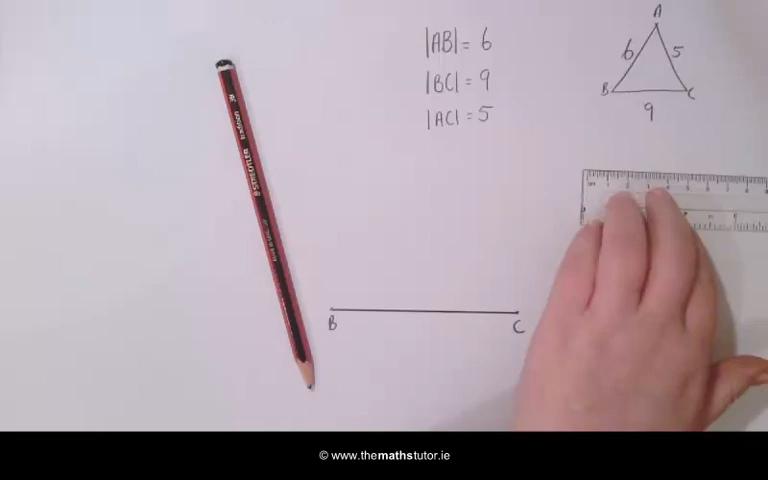 |AB| = 6
|BC| = 9
|AC| = 5
A
6 5
B C
9
STAEDTLER
B C
© www.themathstutor.ie